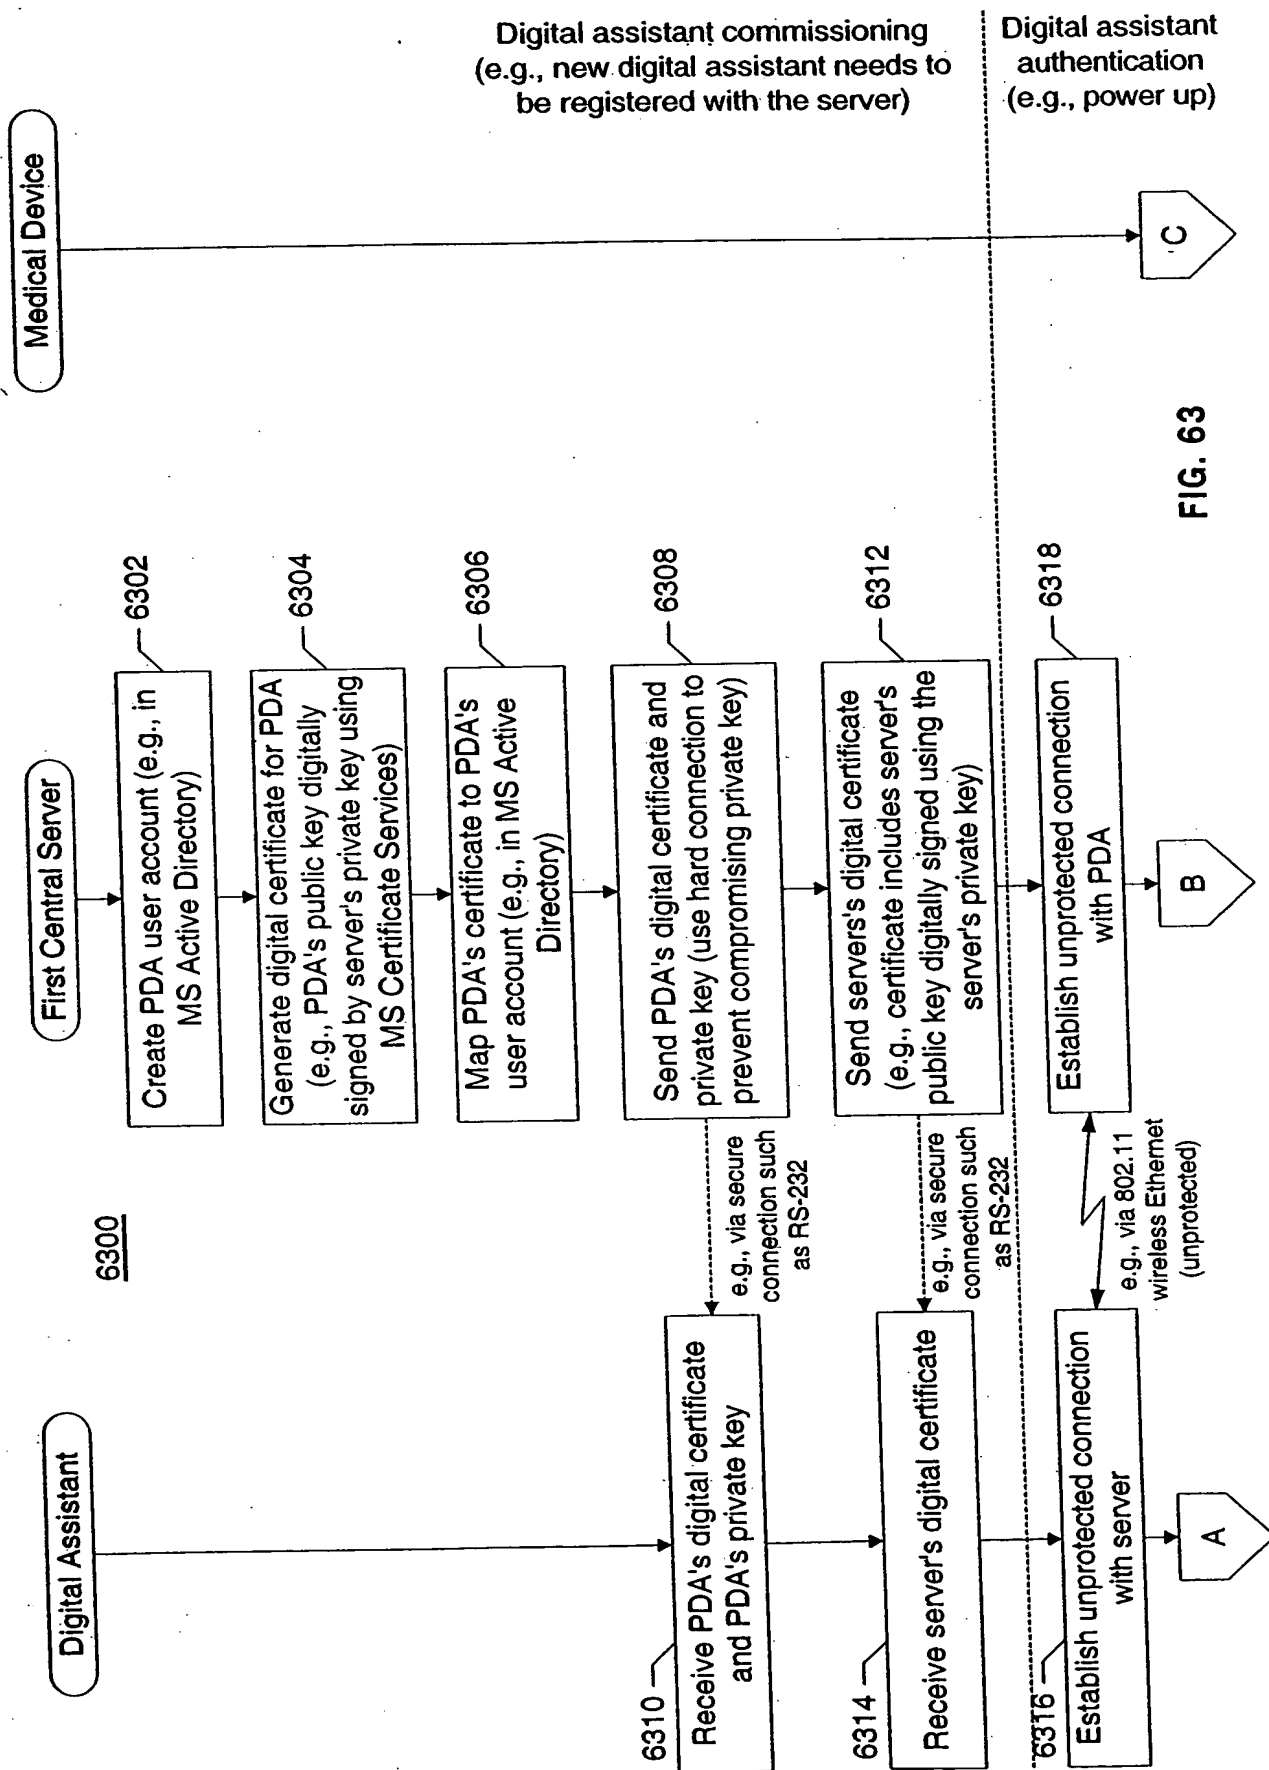 6300
Digital Assistant
First Central Server
Medical Device
Create PDA user account (e.g., in
MS Active Directory)
6302
Generate digital certificate for PDA
(e.g., PDA's public key digitally
signed by server's private key using
MS Certificate Services)
6304
Map PDA's certificate to PDA's
user account (e.g., in MS Active
Directory)
6306
6310
Receive PDA's digital certificate
and PDA's private key
e.g., via secure
connection such
as RS-232
Send PDA's digital certificate and
private key (use hard connection to
prevent compromising private key)
6308
6314
Receive server's digital certificate
e.g., via secure
connection such
as RS-232
Send servers's digital certificate
(e.g., certificate includes server's
public key digitally signed using the
server's private key)
6312
Digital assistant commissioning
(e.g., new digital assistant needs to
be registered with the server)
Digital assistant
authentication
(e.g., power up)
6316
Establish unprotected connection
with server
e.g., via 802.11
wireless Ethernet
(unprotected)
Establish unprotected connection
with PDA
6318
A
B
C
FIG. 63